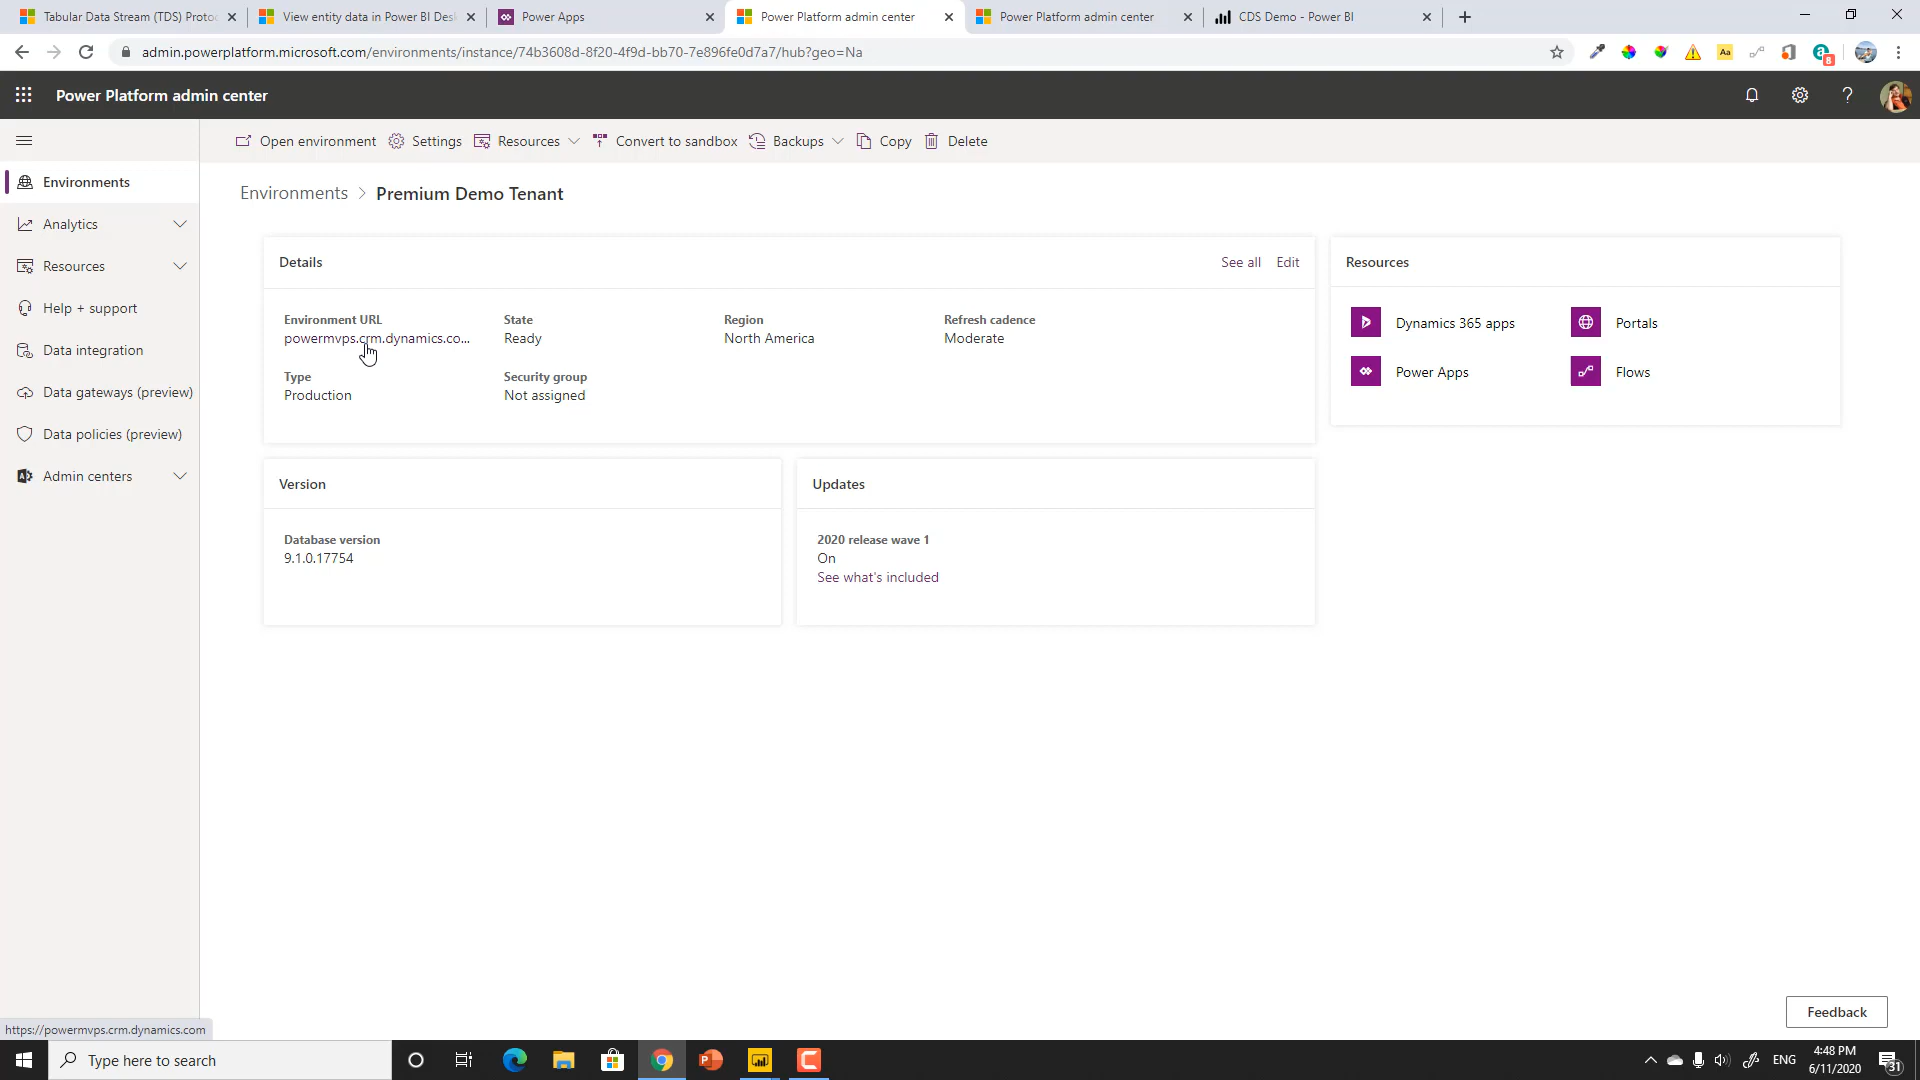 Tabular Data Stream (TDS) Protoc
View entity data in Power BI Desk
Power Apps
Power Platform admin center
Power Platform admin center
CDS Demo - Power BI
admin.powerplatform.microsoft.com/environments/instance/74b3608d-8f20-4f9d-bb70-7e896fe0d7a7/hub?geo=Na
Aa
8
Power Platform admin center
Open environment
Settings
Resources
Convert to sandbox
Backups
Copy
Delete
Environments
Analytics
Resources
Help + support
Data integration
Data gateways (preview)
Data policies (preview)
Admin centers
Environments > Premium Demo Tenant
Details
See all
Edit
Environment URL
powermvps.crm.dynamics.co...
State
Ready
Region
North America
Refresh cadence
Moderate
Type
Production
Security group
Not assigned
Resources
Dynamics 365 apps
Portals
Power Apps
Flows
Version
Database version
9.1.0.17754
Updates
2020 release wave 1
On
See what's included
Feedback
https://powermvps.crm.dynamics.com
Type here to search
ENG
4:48 PM
6/11/2020
31